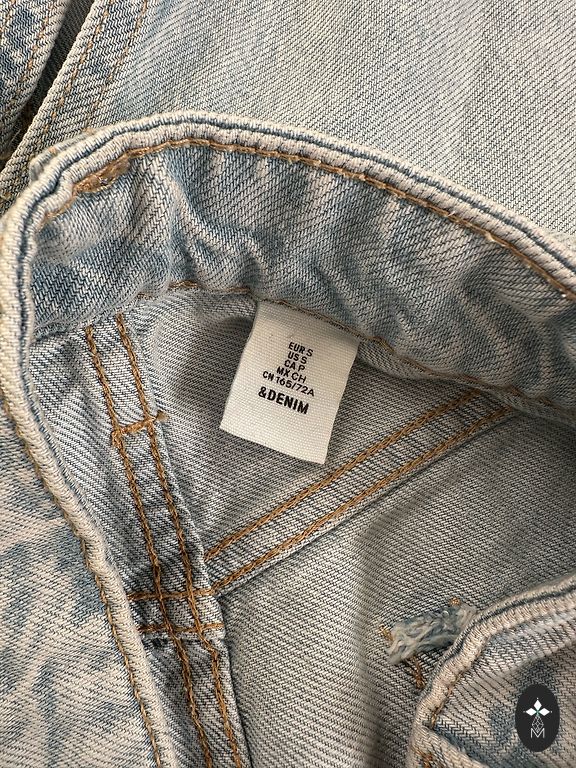 EUR S
US S
CA P
MX CH
CN 165/72A
&DENIM
M